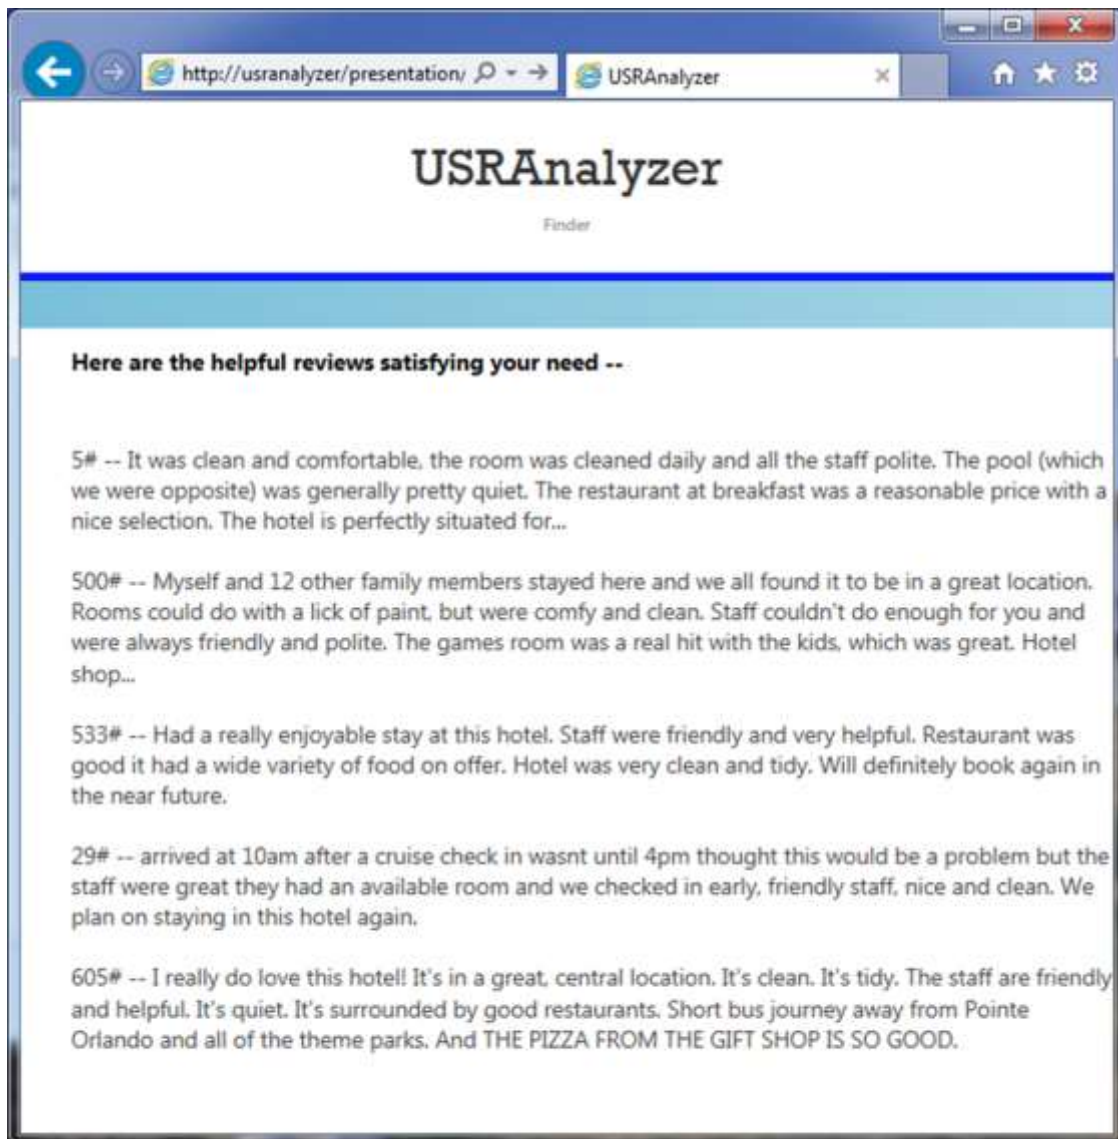 http://usranalyzer/presentation/
USRAnalyzer
USRAnalyzer
Finder
Here are the helpful reviews satisfying your need --
5# -- It was clean and comfortable, the room was cleaned daily and all the staff polite. The pool (which
we were opposite) was generally pretty quiet. The restaurant at breakfast was a reasonable price with a
nice selection. The hotel is perfectly situated for...
500# -- Myself and 12 other family members stayed here and we all found it to be in a great location.
Rooms could do with a lick of paint, but were comfy and clean. Staff couldn't do enough for you and
were always friendly and polite. The games room was a real hit with the kids, which was great. Hotel
shop...
533# -- Had a really enjoyable stay at this hotel. Staff were friendly and very helpful. Restaurant was
good it had a wide variety of food on offer. Hotel was very clean and tidy. Will definitely book again in
the near future.
29# -- arrived at 10am after a cruise check in wasnt until 4pm thought this would be a problem but the
staff were great they had an available room and we checked in early, friendly staff, nice and clean. We
plan on staying in this hotel again.
605# -- I really do love this hotel! It's in a great, central location. It's clean. It's tidy. The staff are friendly
and helpful. It's quiet. It's surrounded by good restaurants. Short bus journey away from Pointe
Orlando and all of the theme parks. And THE PIZZA FROM THE GIFT SHOP IS SO GOOD.